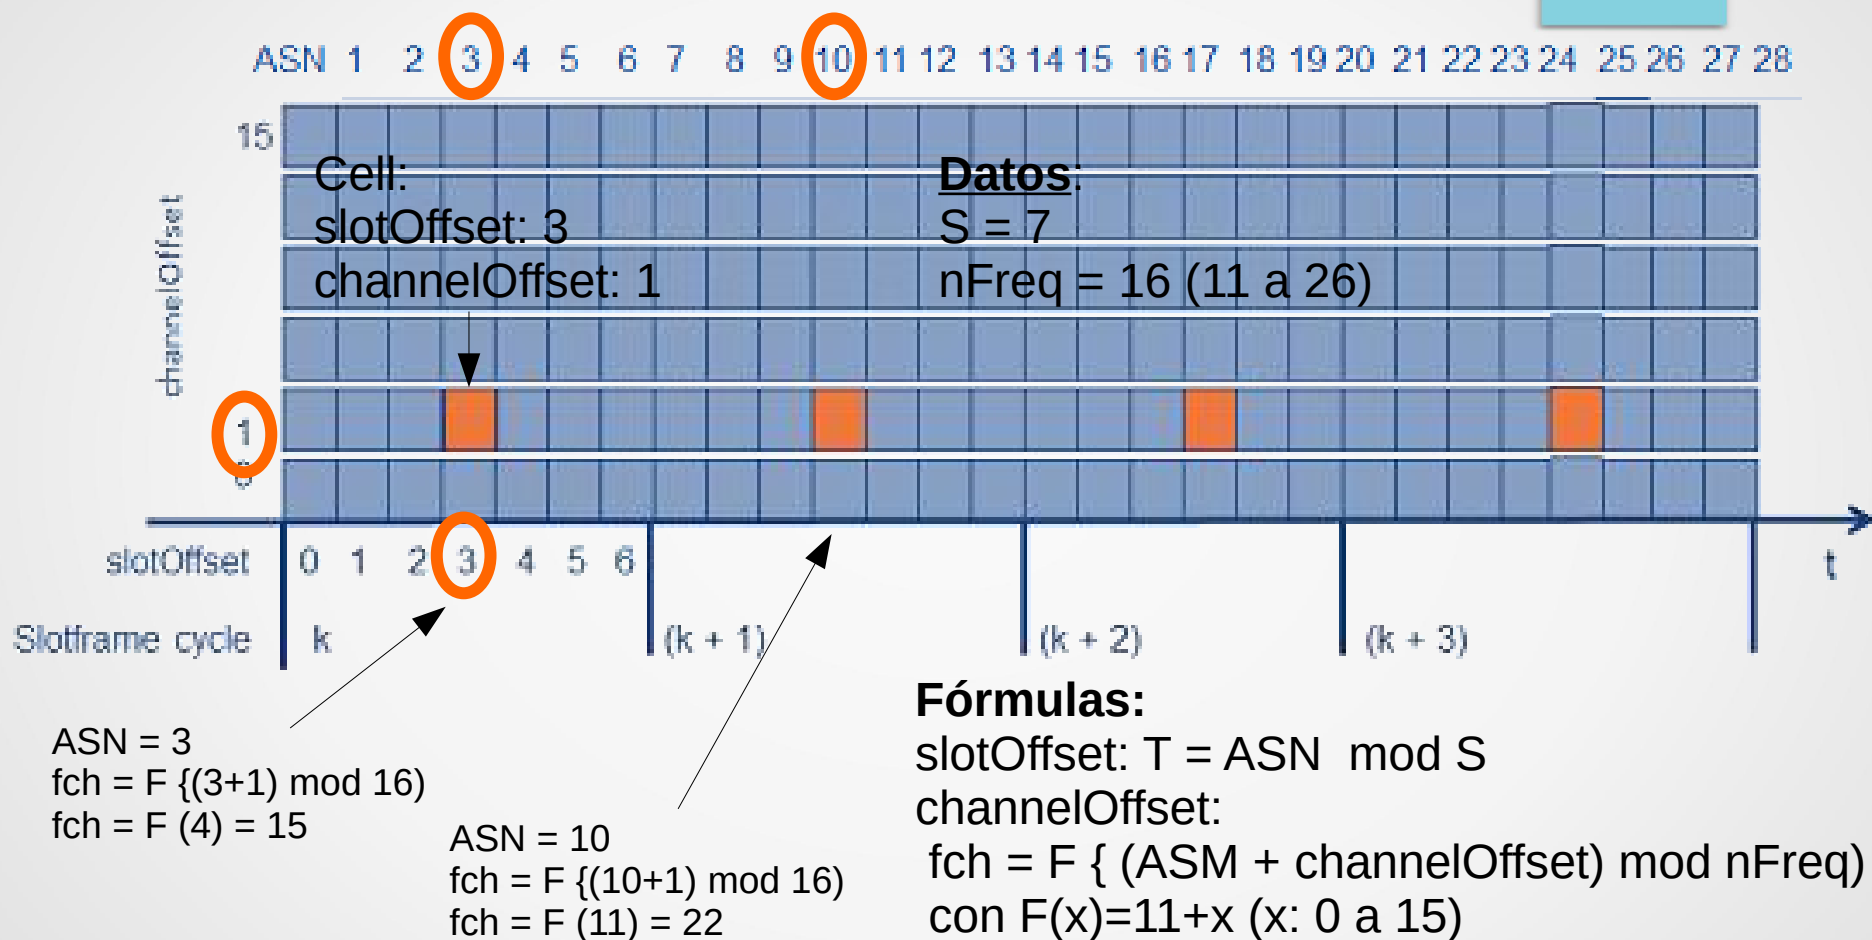 ASN 1 2 3 4 5 6 7 8 9 10 11 12 13 14 15 16 17 18 19 20 21 22 23 24 25 26 27 28
15
channelOffset
1
0
Cell:
slotOffset: 3
channelOffset: 1
Datos:
S = 7
nFreq = 16 (11 a 26)
slotOffset 0 1 2 3 4 5 6
t
Slotframe cycle k (k + 1) (k + 2) (k + 3)
ASN = 3
fch = F {(3+1) mod 16)
fch = F (4) = 15
ASN = 10
fch = F {(10+1) mod 16)
fch = F (11) = 22
Fórmulas:
slotOffset: T = ASN mod S
channelOffset:
fch = F { (ASM + channelOffset) mod nFreq)
con F(x)=11+x (x: 0 a 15)